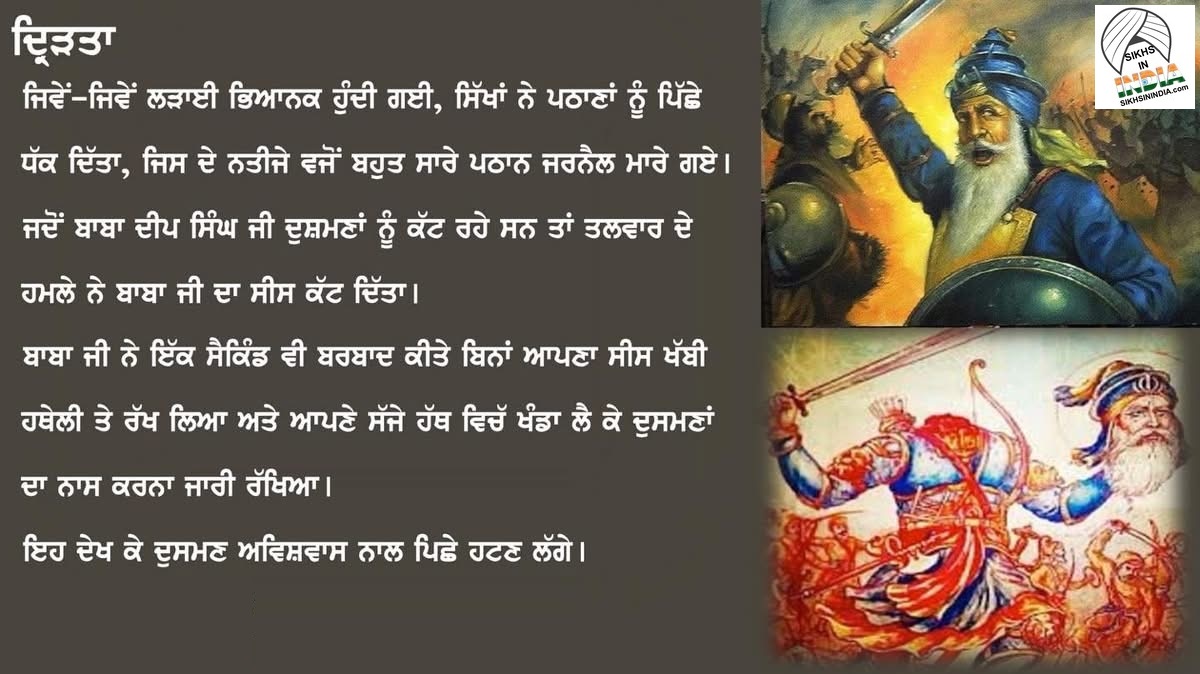 ਦ੍ਰਿੜਤਾ
ਜਿਵੇਂ-ਜਿਵੇਂ ਲੜਾਈ ਭਿਆਨਕ ਹੁੰਦੀ ਗਈ, ਸਿੱਖਾਂ ਨੇ ਪਠਾਣਾਂ ਨੂੰ ਪਿੱਛੇ
ਧੱਕ ਦਿੱਤਾ, ਜਿਸ ਦੇ ਨਤੀਜੇ ਵਜੋਂ ਬਹੁਤ ਸਾਰੇ ਪਠਾਨ ਜਰਨੈਲ ਮਾਰੇ ਗਏ।
ਜਦੋਂ ਬਾਬਾ ਦੀਪ ਸਿੰਘ ਜੀ ਦੁਸ਼ਮਣਾਂ ਨੂੰ ਕੱਟ ਰਹੇ ਸਨ ਤਾਂ ਤਲਵਾਰ ਦੇ
ਹਮਲੇ ਨੇ ਬਾਬਾ ਜੀ ਦਾ ਸੀਸ ਕੱਟ ਦਿੱਤਾ।
ਬਾਬਾ ਜੀ ਨੇ ਇੱਕ ਸੈਕਿੰਡ ਵੀ ਬਰਬਾਦ ਕੀਤੇ ਬਿਨਾਂ ਆਪਣਾ ਸੀਸ ਖੱਬੀ
ਹਥੇਲੀ ਤੇ ਰੱਖ ਲਿਆ ਅਤੇ ਆਪਣੇ ਸੱਜੇ ਹੱਥ ਵਿਚੱ ਖੰਡਾ ਲੈ ਕੇ ਦੁਸਮਣਾਂ
ਦਾ ਨਾਸ ਕਰਨਾ ਜਾਰੀ ਰੱਖਿਆ।
ਇਹ ਦੇਖ ਕੇ ਦੁਸਮਣ ਅਵਿਸ਼ਵਾਸ ਨਾਲ ਪਿਛੇ ਹਟਣ ਲੱਗੇ।
SIKHS
IN
INDIA
SIKHSININDIA.com